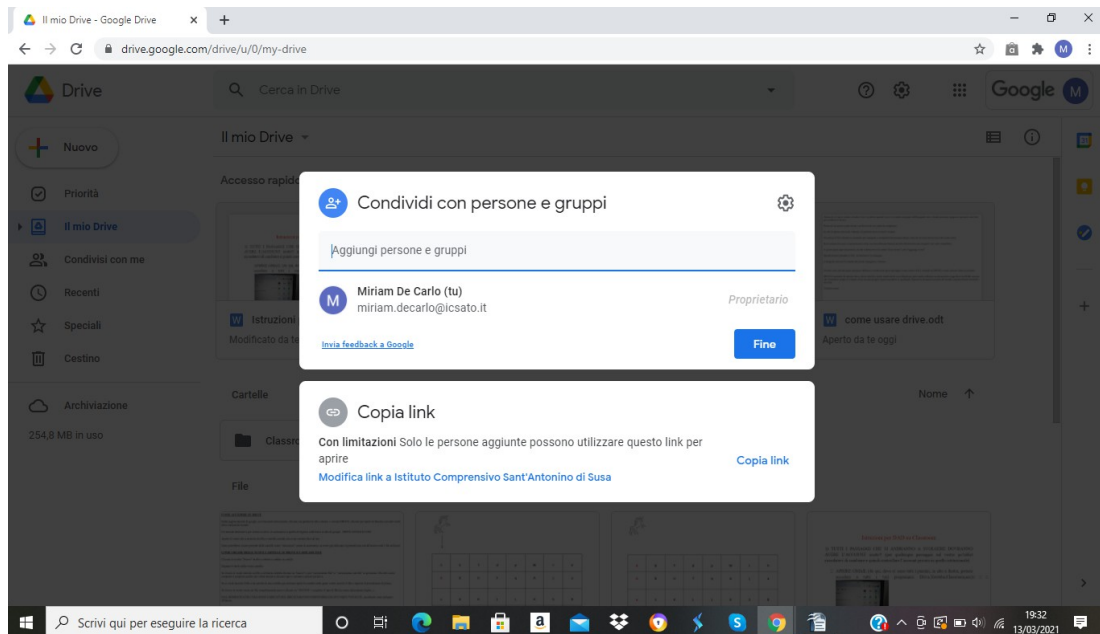 Il mio Drive - Google Drive
drive.google.com/drive/u/0/my-drive
M
Drive
Cerca in Drive
Google M
Nuovo
Il mio Drive
Priorità
Accesso rapido
Il mio Drive
Condivisi con me
Recenti
Speciali
Cestino
Archiviazione
254,8 MB in uso
Condividi con persone e gruppi
Aggiungi persone e gruppi
M
Miriam De Carlo (tu)
miriam.decarlo@icsato.it
Proprietario
Invia feedback a Google
Fine
Istruzioni
Modificato da te
come usare drive.odt
Aperto da te oggi
Cartelle
Nome
Copia link
Con limitazioni Solo le persone aggiunte possono utilizzare questo link per
aprire
Copia link
Modifica link a Istituto Comprensivo Sant'Antonino di Susa
Classro
File
Scrivi qui per eseguire la ricerca
19:32
13/03/2021